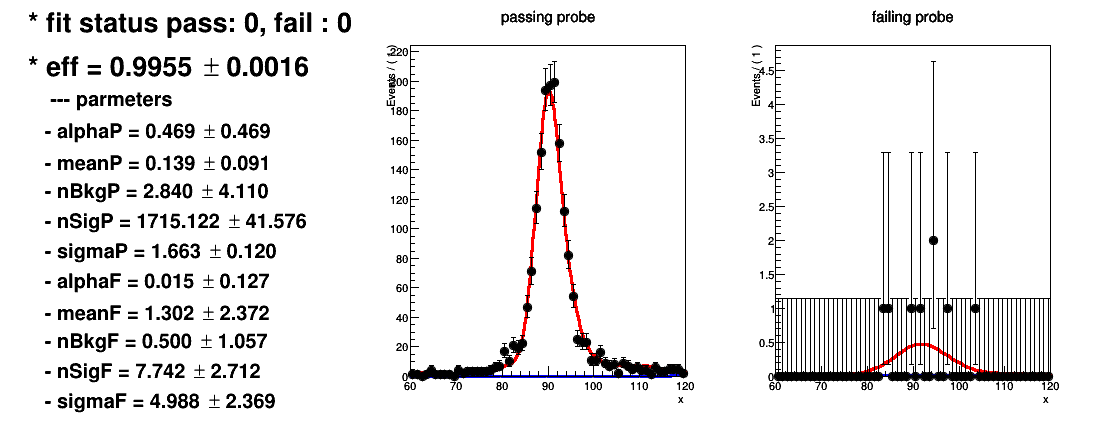 * fit status pass: 0, fail : 0
* eff = 0.9955 ± 0.0016
--- parmeters
- alphaP = 0.469 ± 0.469
- meanP = 0.139 ± 0.091
- nBkgP = 2.840 ± 4.110
- nSigP = 1715.122 ± 41.576
- sigmaP = 1.663 ± 0.120
- alphaF = 0.015 ± 0.127
- meanF = 1.302 ± 2.372
- nBkgF = 0.500 ± 1.057
- nSigF = 7.742 ± 2.712
- sigmaF = 4.988 ± 2.369
passing probe
Events / ( 1 )
220
200
180
160
140
120
100
80
60
40
20
0
60 70 80 90 100 110 120
x
failing probe
Events / ( 1 )
4.5
4
3.5
3
2.5
2
1.5
1
0.5
0
60 70 80 90 100 110 120
x